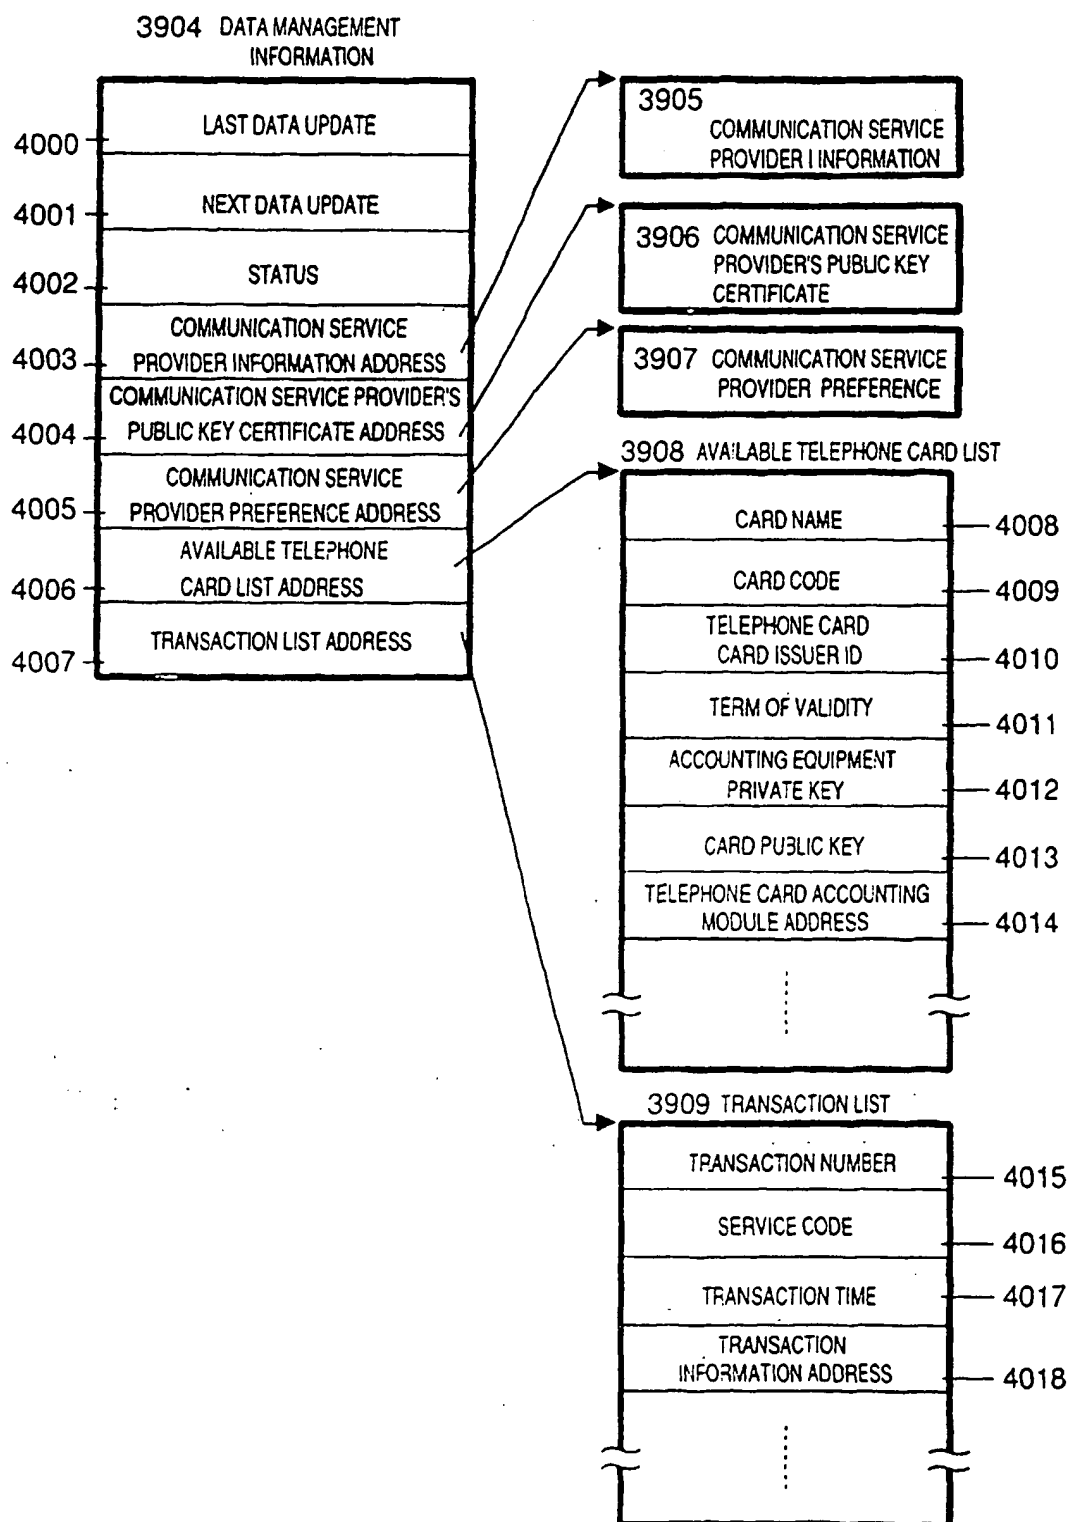 3904 DATA MANAGEMENT
INFORMATION
LAST DATA UPDATE
4000
NEXT DATA UPDATE
4001
STATUS
4002
COMMUNICATION SERVICE
PROVIDER INFORMATION ADDRESS
4003
COMMUNICATION SERVICE PROVIDER'S
PUBLIC KEY CERTIFICATE ADDRESS
4004
COMMUNICATION SERVICE
PROVIDER PREFERENCE ADDRESS
4005
AVAILABLE TELEPHONE
CARD LIST ADDRESS
4006
TRANSACTION LIST ADDRESS
4007
3905
COMMUNICATION SERVICE
PROVIDER I INFORMATION
3906 COMMUNICATION SERVICE
PROVIDER'S PUBLIC KEY
CERTIFICATE
3907 COMMUNICATION SERVICE
PROVIDER PREFERENCE
3908 AVAILABLE TELEPHONE CARD LIST
CARD NAME
4008
CARD CODE
4009
TELEPHONE CARD
CARD ISSUER ID
4010
TERM OF VALIDITY
4011
ACCOUNTING EQUIPMENT
PRIVATE KEY
4012
CARD PUBLIC KEY
4013
TELEPHONE CARD ACCOUNTING
MODULE ADDRESS
4014
3909 TRANSACTION LIST
TRANSACTION NUMBER
4015
SERVICE CODE
4016
TRANSACTION TIME
4017
TRANSACTION
INFORMATION ADDRESS
4018